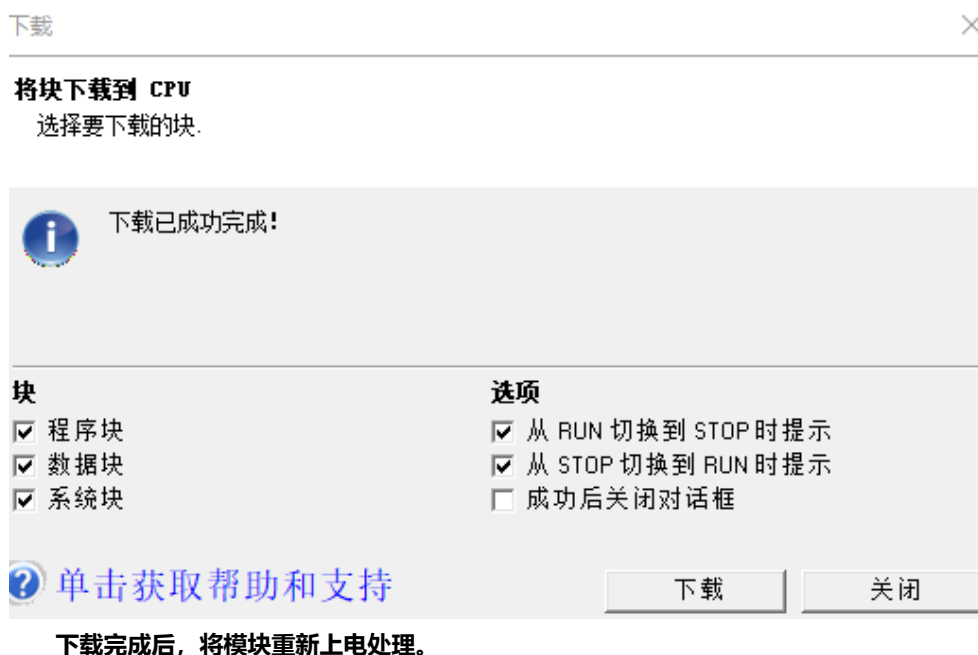 下载
将块下载到 CPU
选择要下载的块.
下载已成功完成!
块
程序块
数据块
系统块
选项
从 RUN 切换到 STOP 时提示
从 STOP 切换到 RUN 时提示
成功后关闭对话框
单击获取帮助和支持
下载
关闭
下载完成后，将模块重新上电处理。